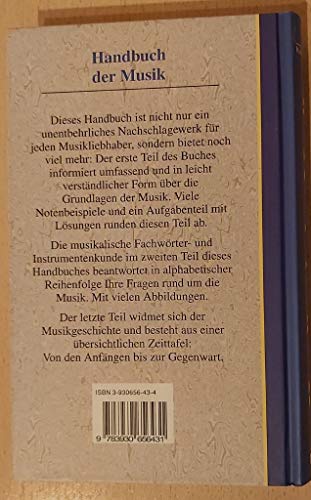 Handbuch
der Musik
Dieses Handbuch ist nicht nur ein
unentbehrliches Nachschlagewerk für
jeden Musikliebhaber, sondern bietet noch
viel mehr: Der erste Teil des Buches
informiert umfassend und in leicht
verständlicher Form über die
Grundlagen der Musik. Viele
Notenbeispiele und ein Aufgabenteil mit
Lösungen runden diesen Teil ab.
Die musikalische Fachwörter- und
Instrumentenkunde im zweiten Teil dieses
Handbuches beantwortet in alphabetischer
Reihenfolge Ihre Fragen rund um die
Musik. Mit vielen Abbildungen.
Der letzte Teil widmet sich der
Musikgeschichte und besteht aus einer
übersichtlichen Zeittafel:
Von den Anfängen bis zur Gegenwart.
ISBN 3-930656-43-4
9 783930 656431